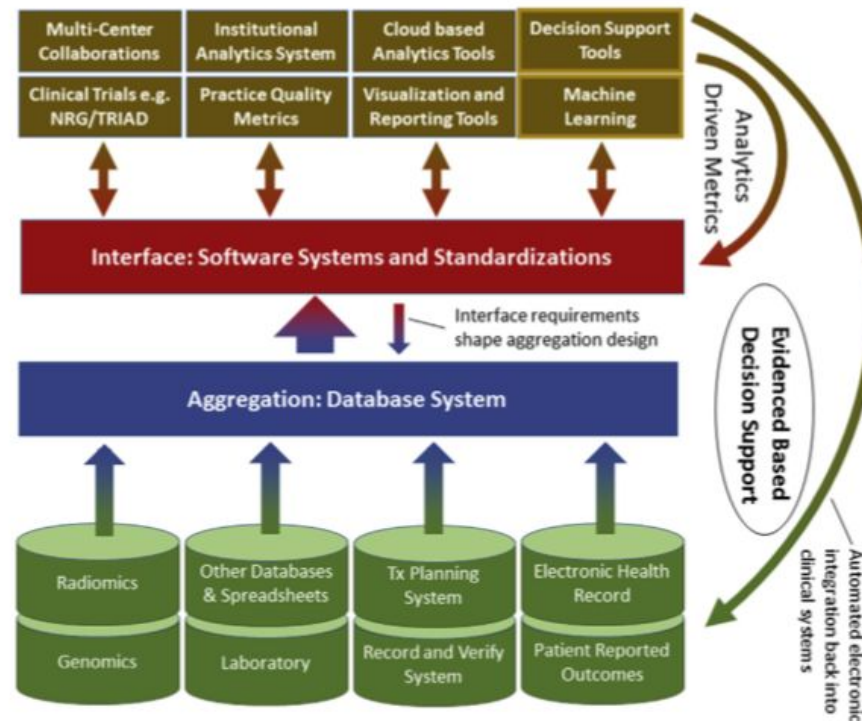 Multi-Center
Collaborations
Institutional
Analytics System
Cloud based
Analytics Tools
Decision Support
Tools
Clinical Trials e.g.
NRG/TRIAD
Practice Quality
Metrics
Visualization and
Reporting Tools
Machine
Learning
Analytics
Driven Metrics
Interface: Software Systems and Standardizations
Interface requirements
shape aggregation design
Aggregation: Database System
Evidenced Based
Decision Support
Radiomics
Other Databases
& Spreadsheets
Tx Planning
System
Electronic Health
Record
Genomics
Laboratory
Record and Verify
System
Patient Reported
Outcomes
Automated electronic
integration back into
clinical systems